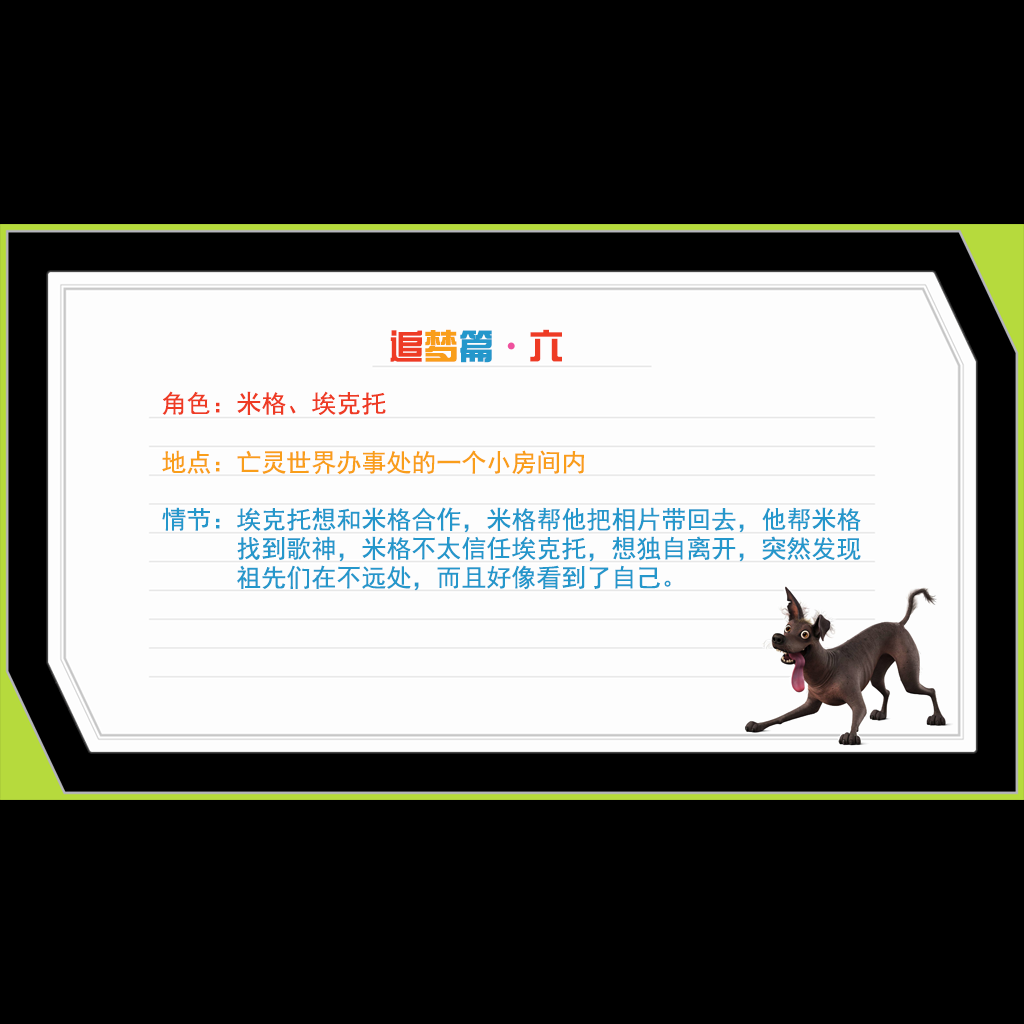 追梦篇·六
角色：米格、埃克托
地点：亡灵世界办事处的一个小房间内
情节：埃克托想和米格合作，米格帮他把相片带回去，他帮米格
找到歌神，米格不太信任埃克托，想独自离开，突然发现
祖先们在不远处，而且好像看到了自己。